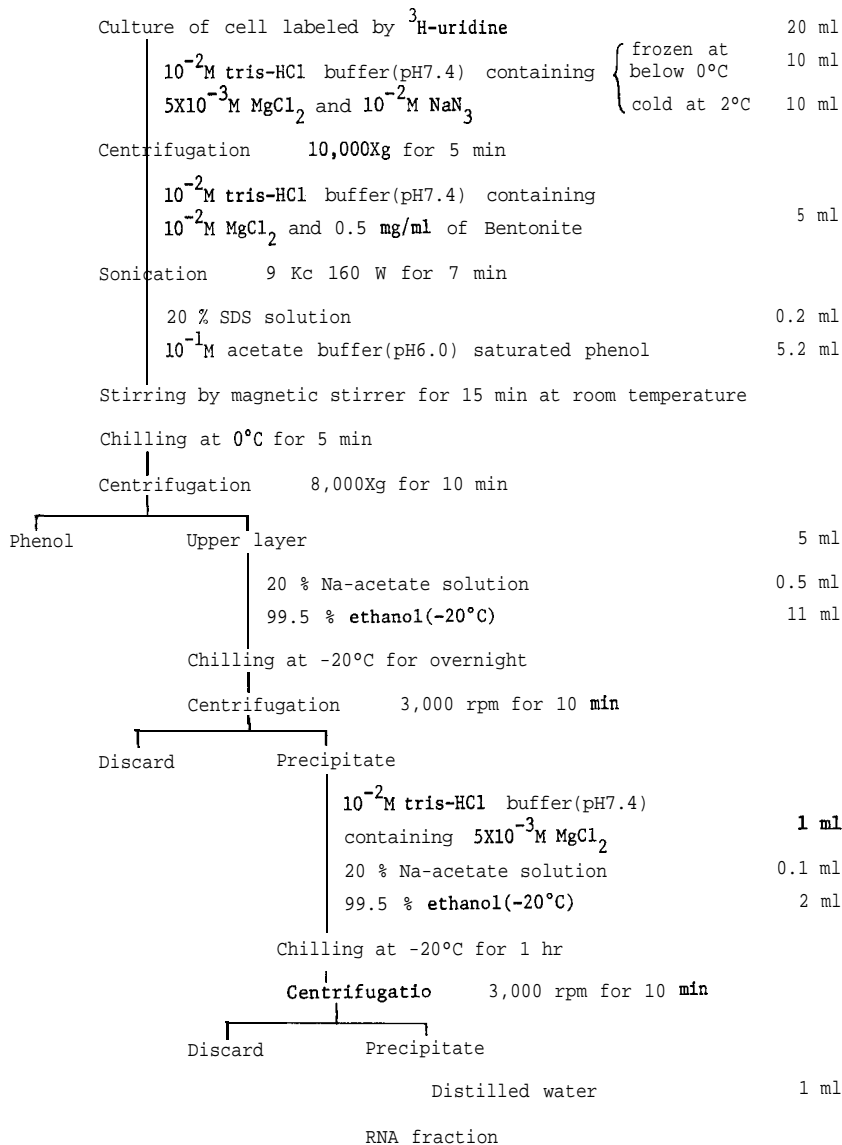 Culture of cell labeled by ³H-uridine 20 ml
10⁻²M tris-HCl buffer(pH7.4) containing { frozen at below 0°C 10 ml
5X10⁻³M MgCl₂ and 10⁻²M NaN₃ { cold at 2°C 10 ml
Centrifugation 10,000Xg for 5 min
10⁻²M tris-HCl buffer(pH7.4) containing
10⁻²M MgCl₂ and 0.5 mg/ml of Bentonite 5 ml
Sonication 9 Kc 160 W for 7 min
20 % SDS solution 0.2 ml
10⁻¹M acetate buffer(pH6.0) saturated phenol 5.2 ml
Stirring by magnetic stirrer for 15 min at room temperature
Chilling at 0°C for 5 min
Centrifugation 8,000Xg for 10 min
Phenol Upper layer 5 ml
20 % Na-acetate solution 0.5 ml
99.5 % ethanol(-20°C) 11 ml
Chilling at -20°C for overnight
Centrifugation 3,000 rpm for 10 min
Discard Precipitate
10⁻²M tris-HCl buffer(pH7.4)
containing 5X10⁻³M MgCl₂ 1 ml
20 % Na-acetate solution 0.1 ml
99.5 % ethanol(-20°C) 2 ml
Chilling at -20°C for 1 hr
Centrifugatio 3,000 rpm for 10 min
Discard Precipitate
Distilled water 1 ml
RNA fraction